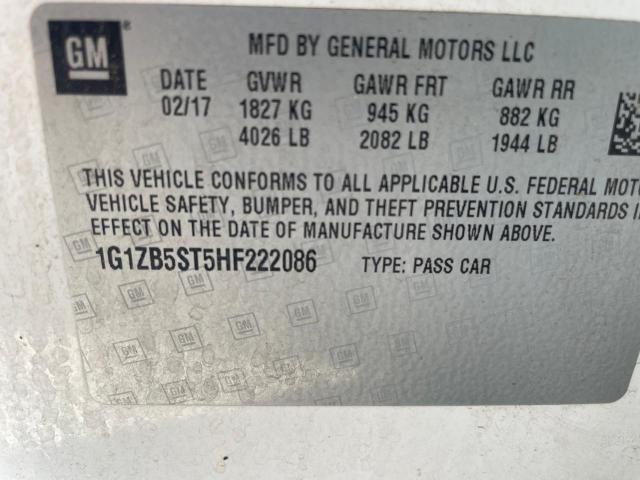 GM
MFD BY GENERAL MOTORS LLC
DATE GVWR GAWR FRT GAWR RR
02/17 1827 KG 945 KG 882 KG
4026 LB 2082 LB 1944 LB
THIS VEHICLE CONFORMS TO ALL APPLICABLE U.S. FEDERAL MOTO
VEHICLE SAFETY, BUMPER, AND THEFT PREVENTION STANDARDS I
EFFECT ON THE DATE OF MANUFACTURE SHOWN ABOVE.
1G1ZB5ST5HF222086 TYPE: PASS CAR